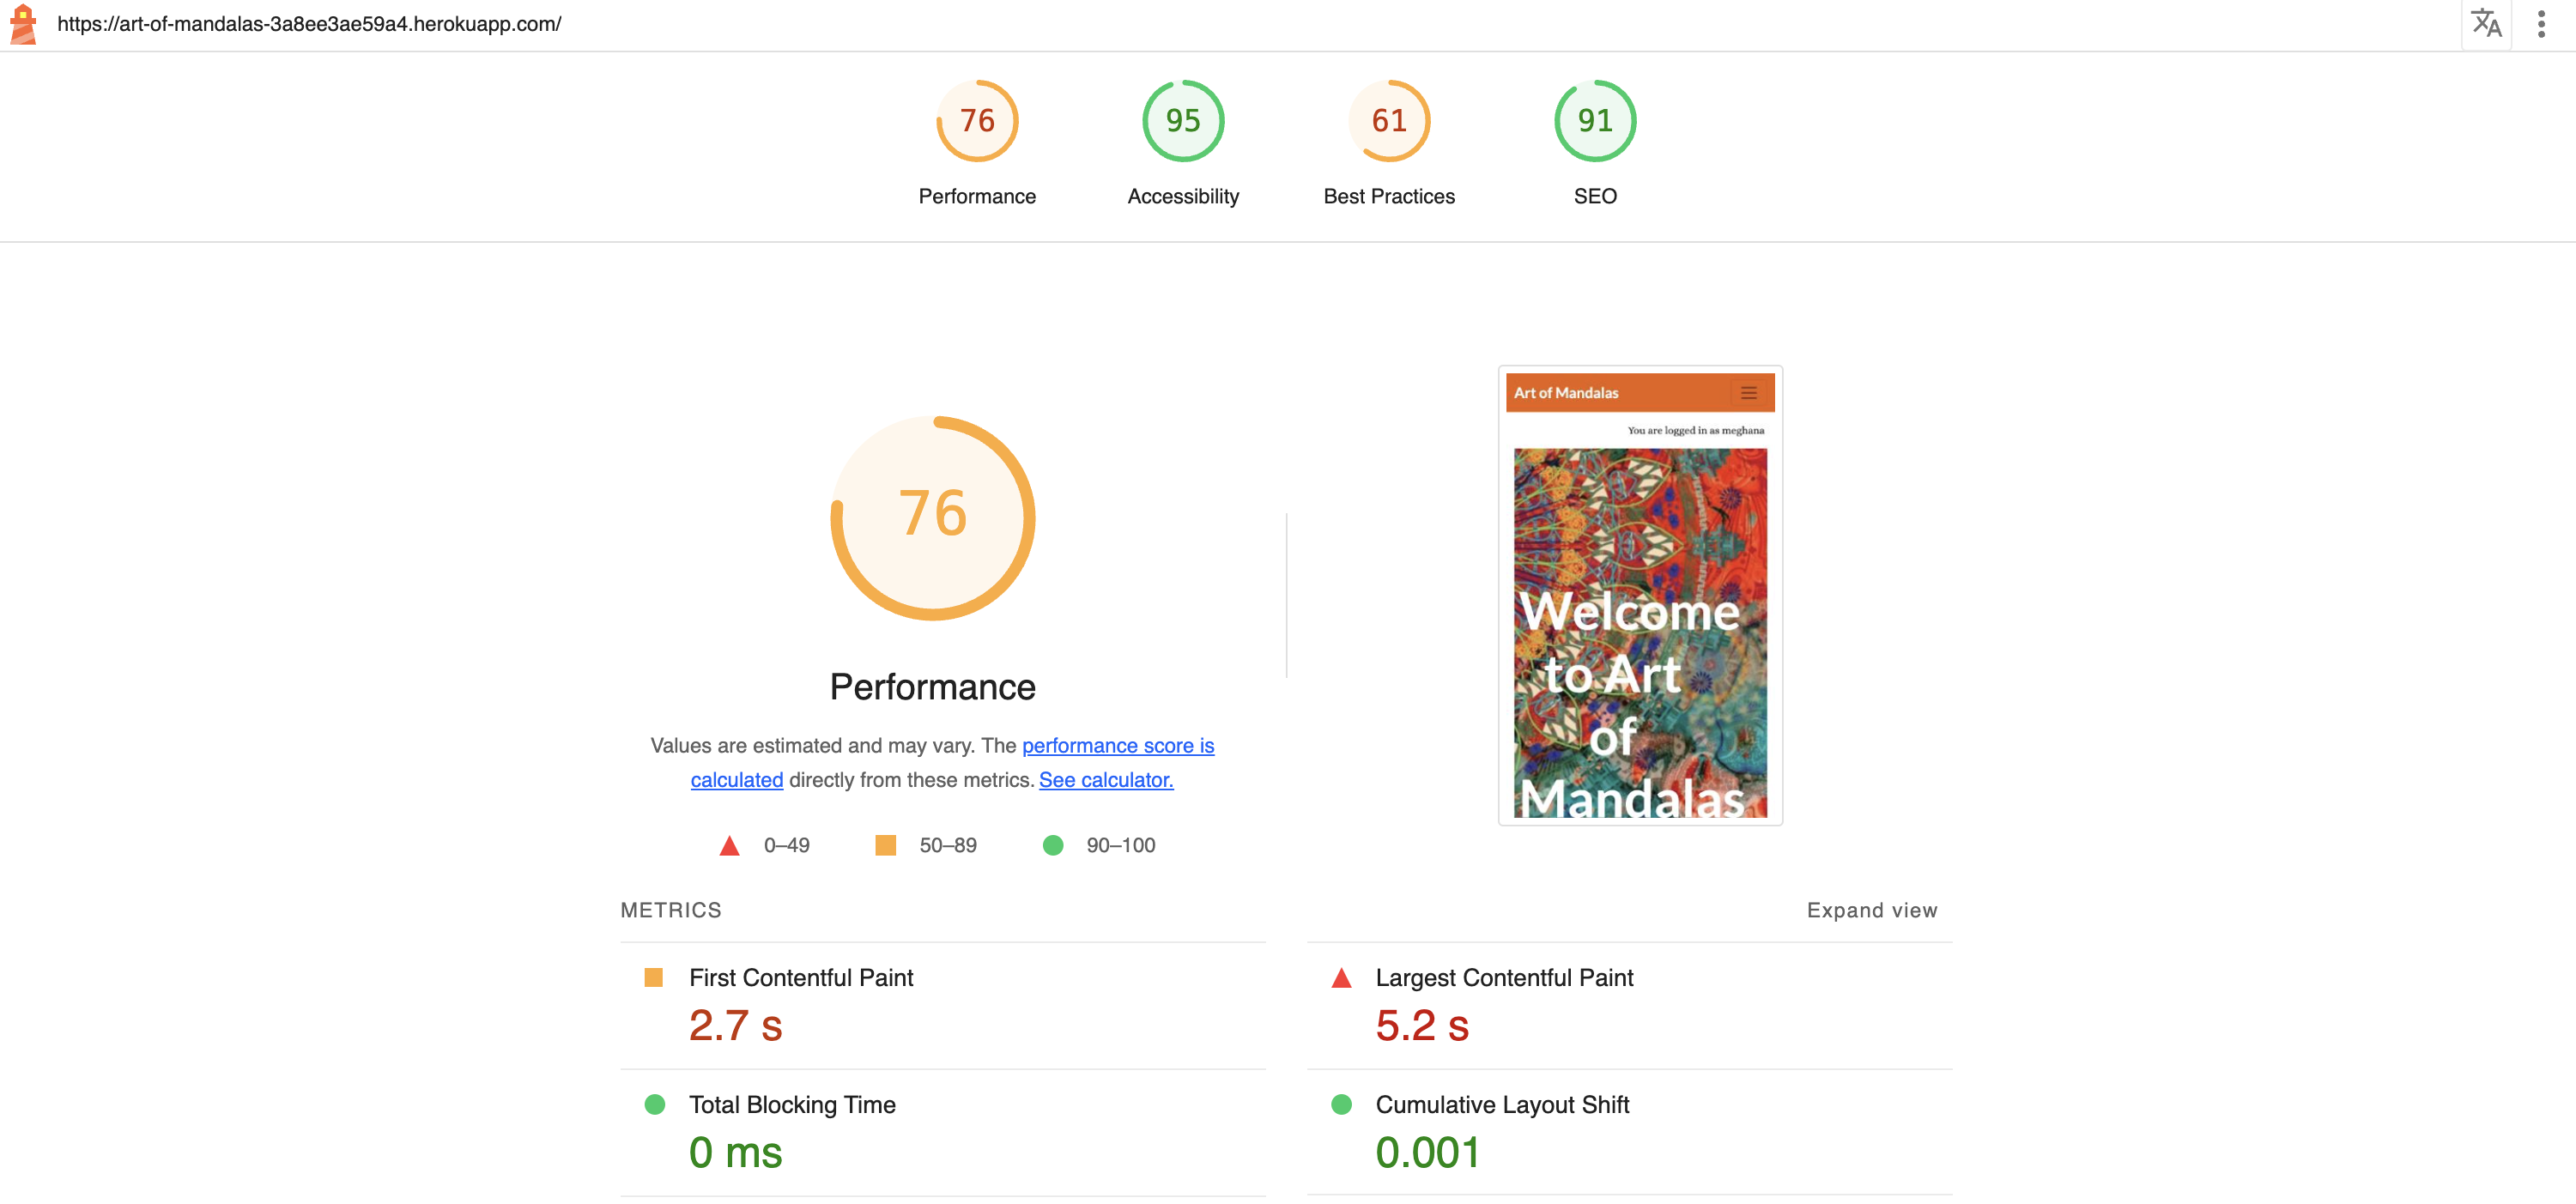 https://art-of-mandalas-3a8ee3ae59a4.herokuapp.com/
76
95
61
91
Performance
Accessibility
Best Practices
SEO
76
Performance
Values are estimated and may vary. The performance score is
calculated directly from these metrics. See calculator.
0–49
50–89
90–100
Art of Mandalas
You are logged in as meghana
Welcome
to Art
of
Mandalas
METRICS
Expand view
First Contentful Paint
2.7 s
Largest Contentful Paint
5.2 s
Total Blocking Time
0 ms
Cumulative Layout Shift
0.001